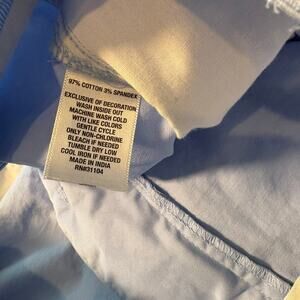 97% COTTON 3% SPANDEX
EXCLUSIVE OF DECORATION
WASH INSIDE OUT
MACHINE WASH COLD
WITH LIKE COLORS
GENTLE CYCLE
ONLY NON-CHLORINE
BLEACH IF NEEDED
TUMBLE DRY LOW
COOL IRON IF NEEDED
MADE IN INDIA
RN#31104